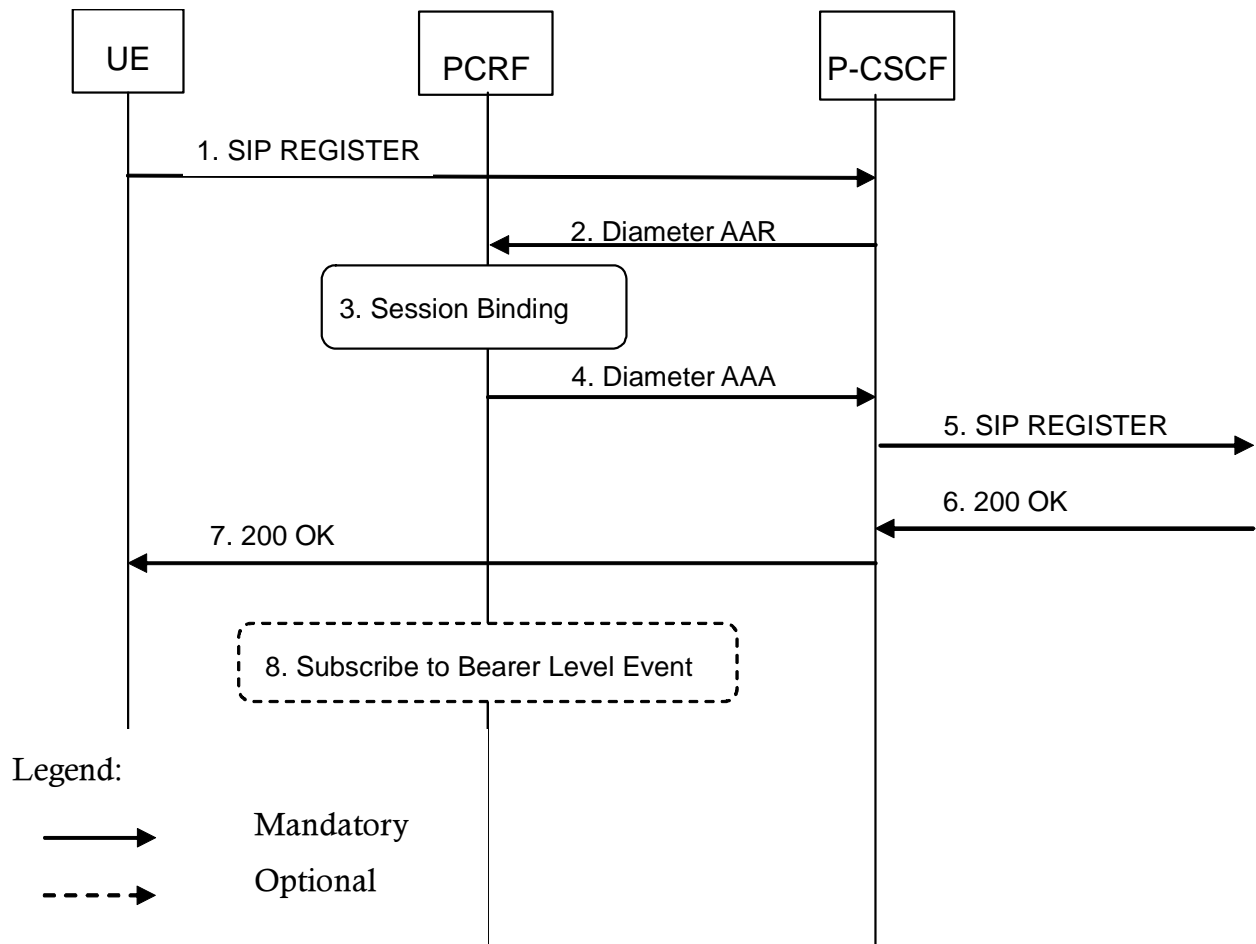 UE
PCRF
P-CSCF
1. SIP REGISTER
2. Diameter AAR
3. Session Binding
4. Diameter AAA
5. SIP REGISTER
6. 200 OK
7. 200 OK
8. Subscribe to Bearer Level Event
Legend:
Mandatory
Optional